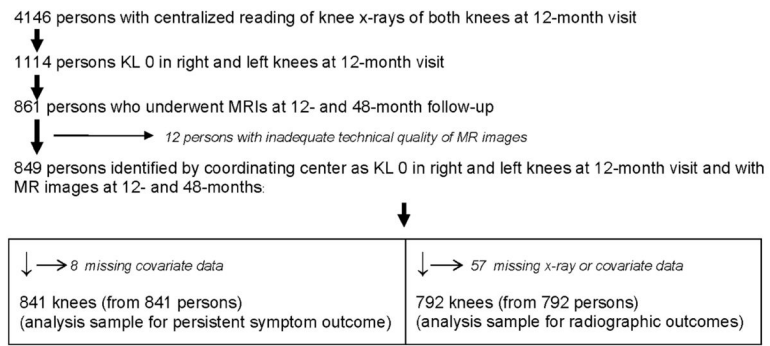 4146 persons with centralized reading of knee x-rays of both knees at 12-month visit
1114 persons KL 0 in right and left knees at 12-month visit
861 persons who underwent MRIs at 12- and 48-month follow-up
12 persons with inadequate technical quality of MR images
849 persons identified by coordinating center as KL 0 in right and left knees at 12-month visit and with
MR images at 12- and 48-months:
8 missing covariate data
841 knees (from 841 persons)
(analysis sample for persistent symptom outcome)
57 missing x-ray or covariate data
792 knees (from 792 persons)
(analysis sample for radiographic outcomes)